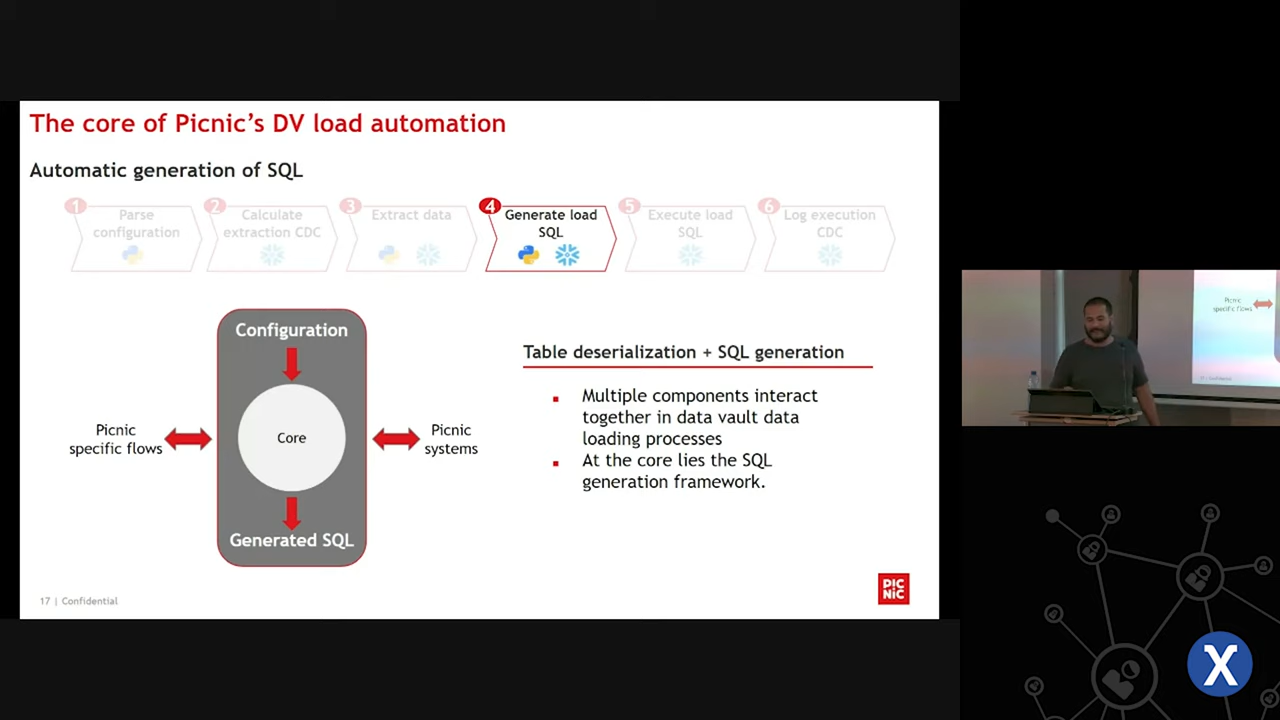 The core of Picnic's DV load automation
Automatic generation of SQL
1
Parse
configuration
2
Calculate
extraction CDC
3
Extract data
4
Generate load
SQL
5
Execute load
SQL
6
Log execution
CDC
Configuration
Core
Generated SQL
Picnic
specific flows
Picnic
systems
Table deserialization + SQL generation
Multiple components interact
together in data vault data
loading processes
At the core lies the SQL
generation framework.
17 | Confidential
PIC
NIC
Picnic
specific flows
X